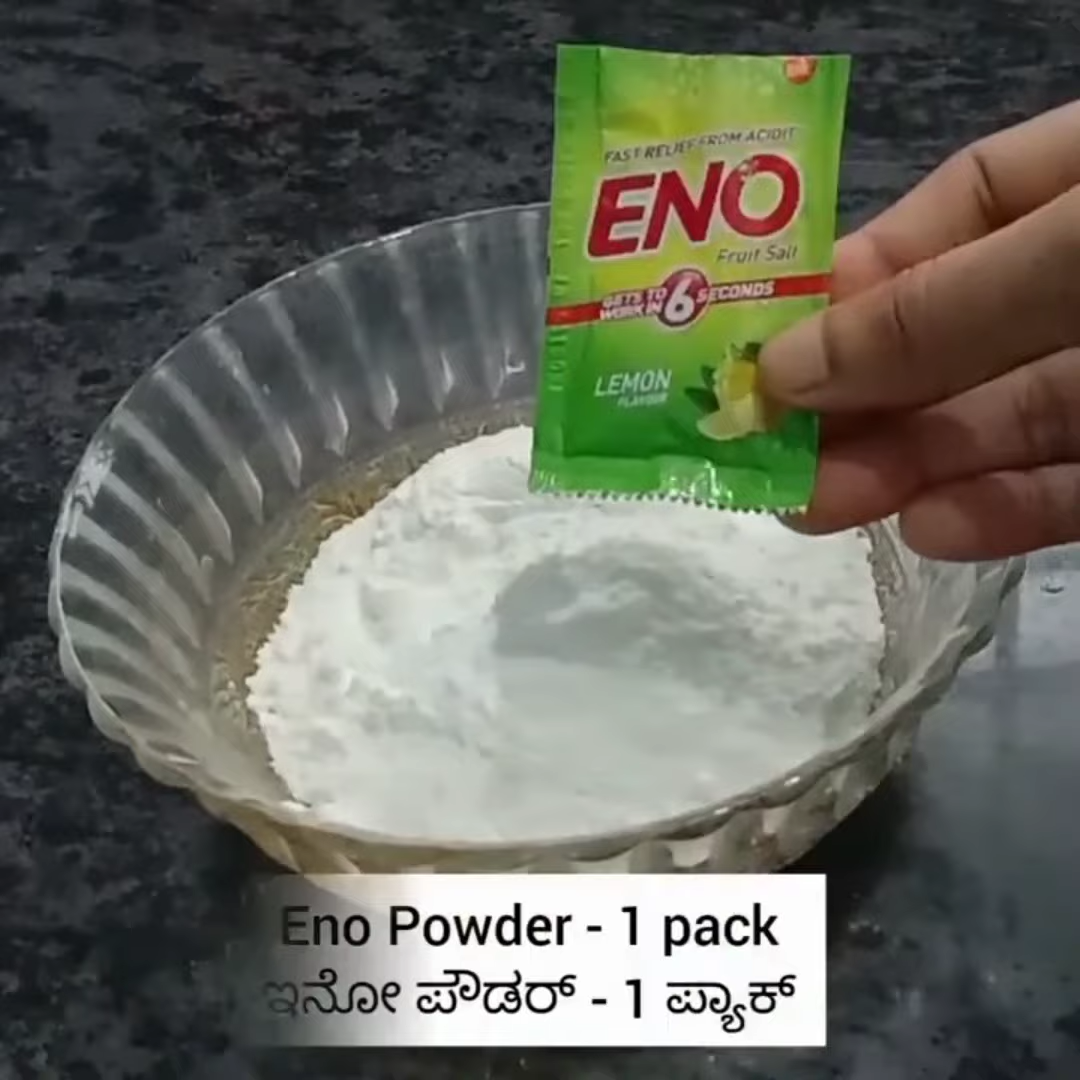 FAST RELIEF FROM ACIDIT
ENO
Fruit Salt
GETS TO
WORK IN 6 SECONDS
LEMON
FLAVOUR
Eno Powder - 1 pack
ಇನೋ ಪೌಡರ್ - 1 ಪ್ಯಾಕ್